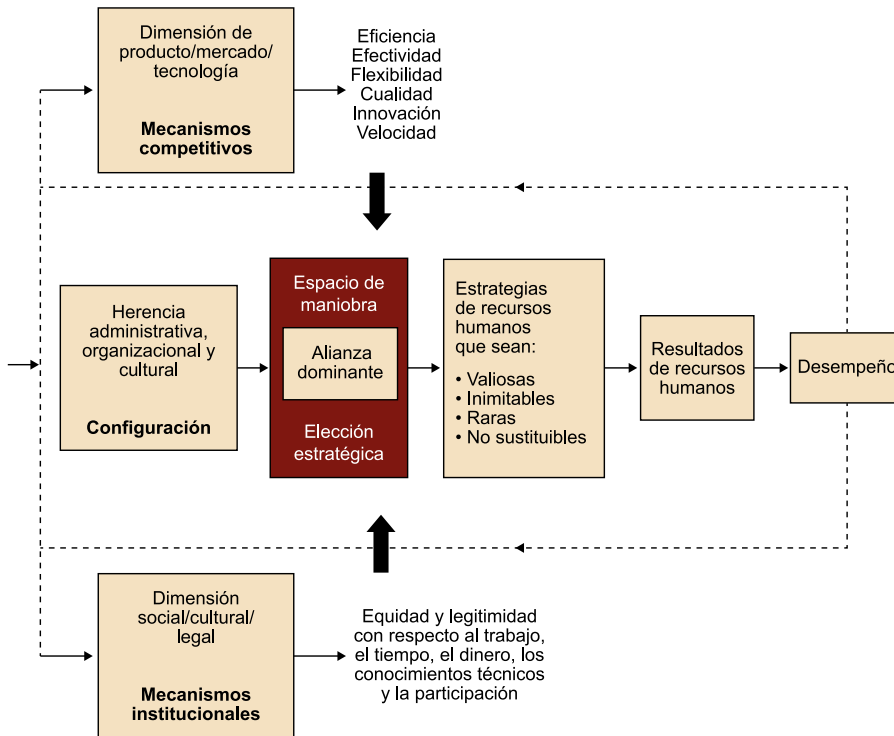 Dimensión de
producto/mercado/
tecnología
Mecanismos
competitivos
Eficiencia
Efectividad
Flexibilidad
Cualidad
Innovación
Velocidad
Herencia
administrativa,
organizacional y
cultural
Configuración
Espacio de
maniobra
Alianza
dominante
Elección
estratégica
Estrategias
de recursos
humanos
que sean:
• Valiosas
• Inimitables
• Raras
• No sustituibles
Resultados
de recursos
humanos
Desempeño
Dimensión
social/cultural/
legal
Mecanismos
institucionales
Equidad y legitimidad
con respecto al trabajo,
el tiempo, el dinero, los
conocimientos técnicos
y la participación